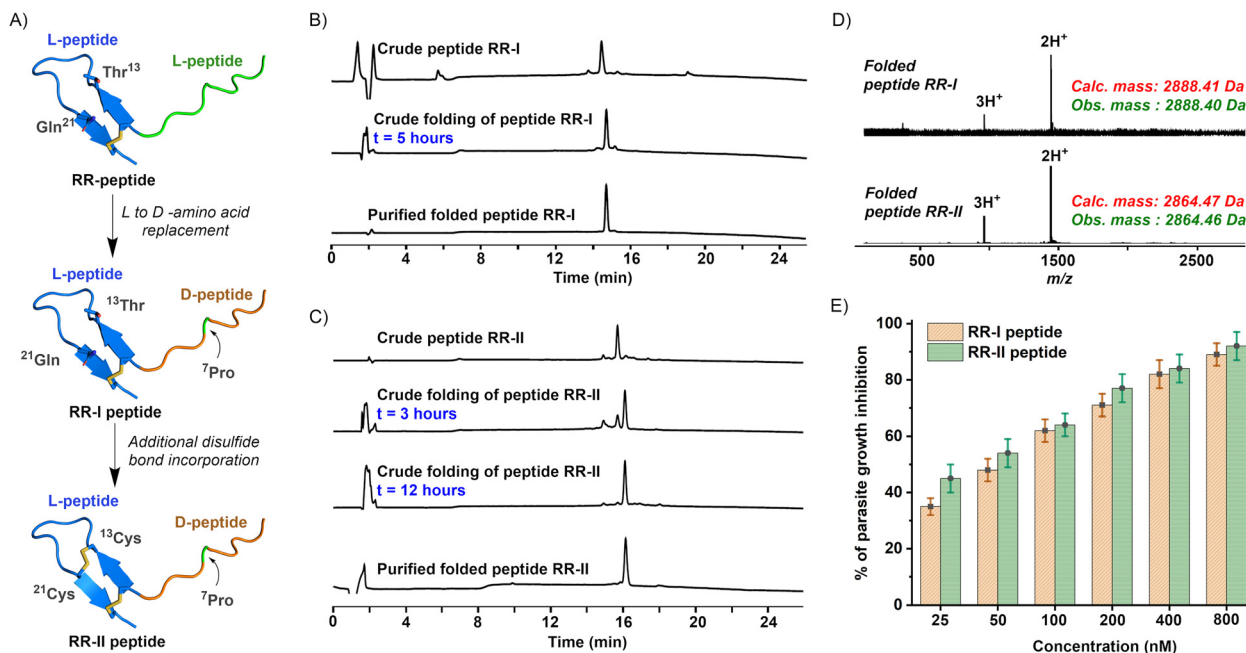 A)
L-peptide
L-peptide
Thr13
Gln21
RR-peptide
L to D -amino acid
replacement
L-peptide
D-peptide
13Thr
21Gln
7Pro
RR-I peptide
Additional disulfide
bond incorporation
L-peptide
D-peptide
13Cys
21Cys
7Pro
RR-II peptide
B)
Crude peptide RR-I
Crude folding of peptide RR-I
t = 5 hours
Purified folded peptide RR-I
0 4 8 12 16 20 24
Time (min)
C)
Crude peptide RR-II
Crude folding of peptide RR-II
t = 3 hours
Crude folding of peptide RR-II
t = 12 hours
Purified folded peptide RR-II
0 4 8 12 16 20 24
Time (min)
D)
2H+
Folded
peptide RR-I
3H+
Calc. mass: 2888.41 Da
Obs. mass : 2888.40 Da
2H+
Folded
peptide RR-II
3H+
Calc. mass: 2864.47 Da
Obs. mass : 2864.46 Da
500 1500 2500
m/z
E)
RR-I peptide
RR-II peptide
% of parasite growth inhibition
100
80
60
40
20
0
25 50 100 200 400 800
Concentration (nM)